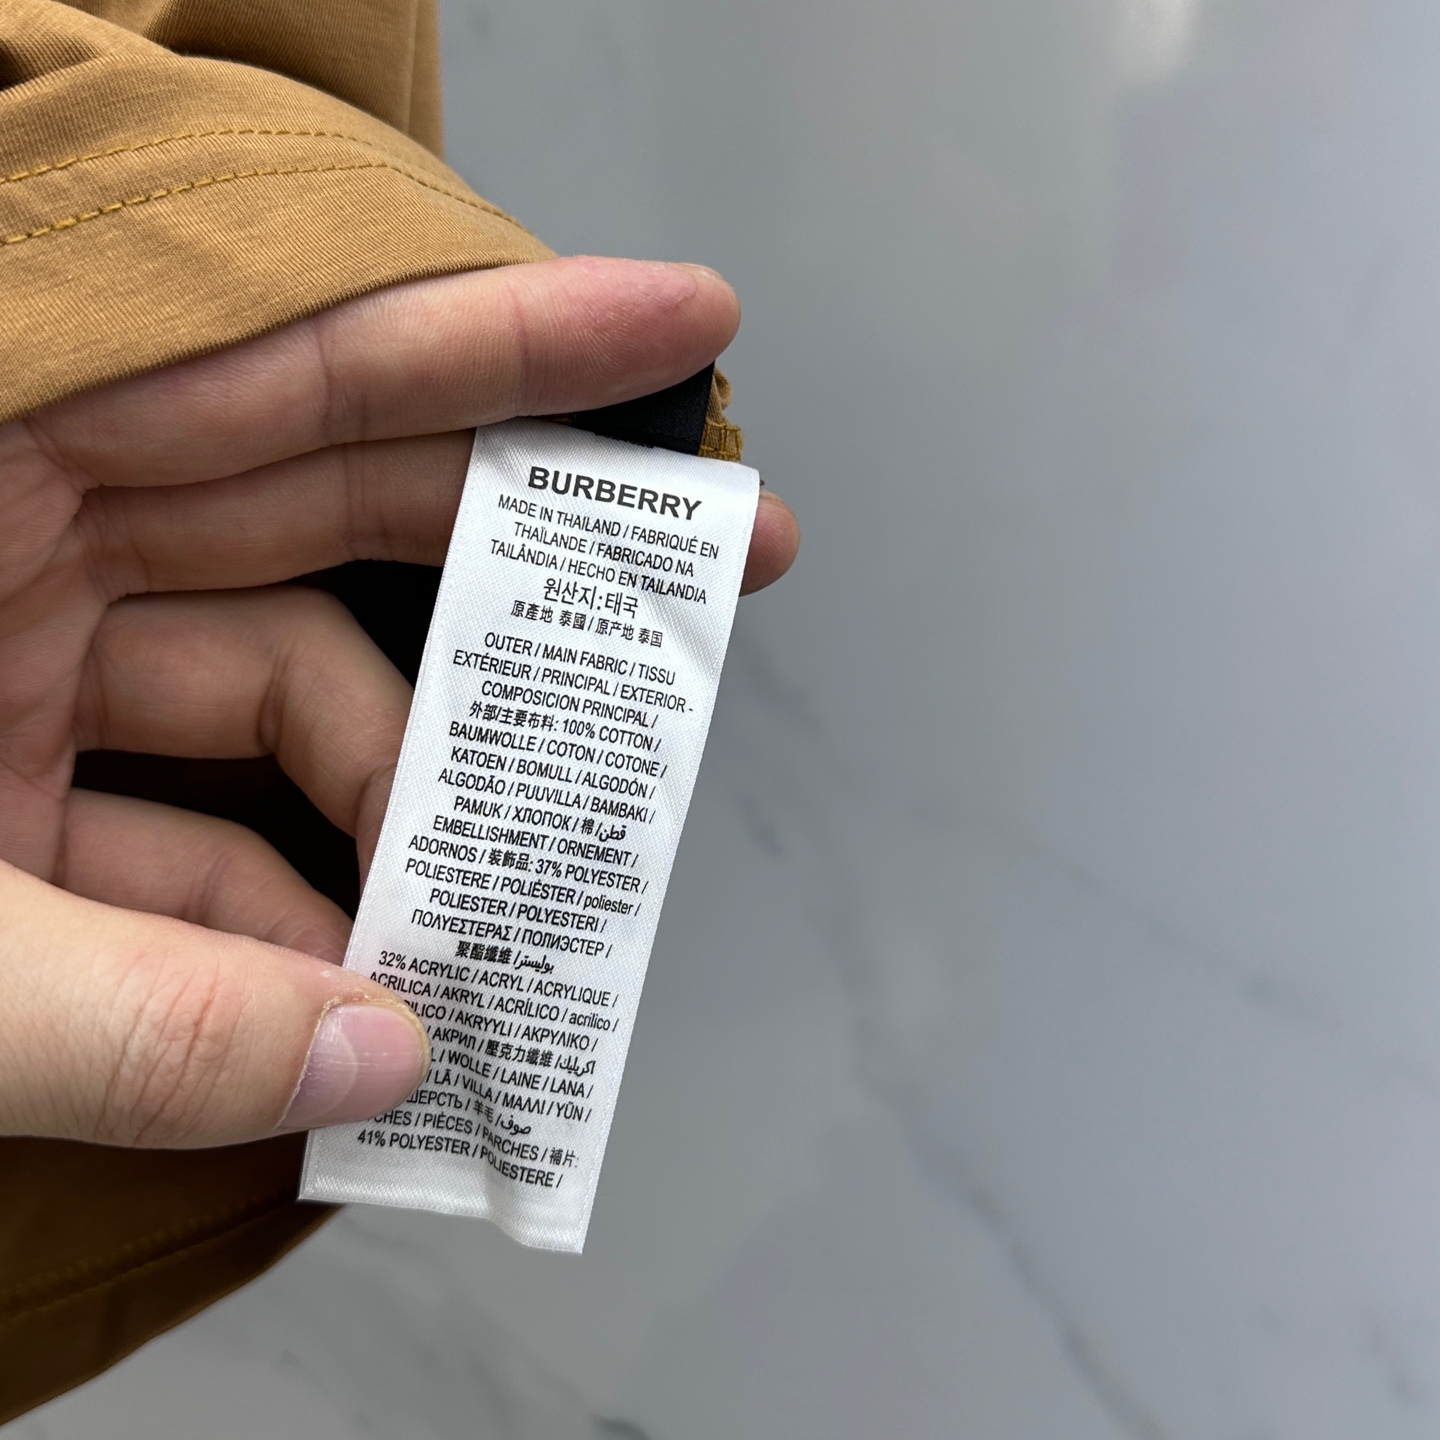 BURBERRY
MADE IN THAILAND / FABRIQUÉ EN
THAÏLANDE / FABRICADO NA
TAILÂNDIA / HECHO EN TAILANDIA
원산지:태국
原產地 泰國 / 原产地 泰国
OUTER / MAIN FABRIC / TISSU
EXTÉRIEUR / PRINCIPAL / EXTERIOR -
COMPOSICION PRINCIPAL /
外部/主要布料: 100% COTTON /
BAUMWOLLE / COTON / COTONE /
KATOEN / BOMULL / ALGODÓN /
ALGODÃO / PUUVILLA / BAMBAKI /
PAMUK / ХЛОПОК / 棉 / قطن
EMBELLISHMENT / ORNEMENT /
ADORNOS / 裝飾品: 37% POLYESTER /
POLIESTERE / POLIÉSTER / poliester /
POLIESTER / POLYESTERI /
ΠΟΛΥΕΣΤΕΡΑΣ / ПОЛИЭСТЕР /
聚酯纖維 / بوليستر
32% ACRYLIC / ACRYL / ACRYLIQUE /
ACRILICA / AKRYL / ACRÍLICO / acrilico /
/ AKRYYLI / ΑΚΡΥΛΙΚΟ /
/ АКРИЛ / 壓克力纖維 / اكريليك
/ WOLLE / LAINE / LANA /
/ LÃ / VILLA / ΜΑΛΛΙ / YÜN /
ШЕРСТЬ / 羊毛 / صوف
/ PIÈCES / PARCHES / 補片:
41% POLYESTER / POLIESTERE /